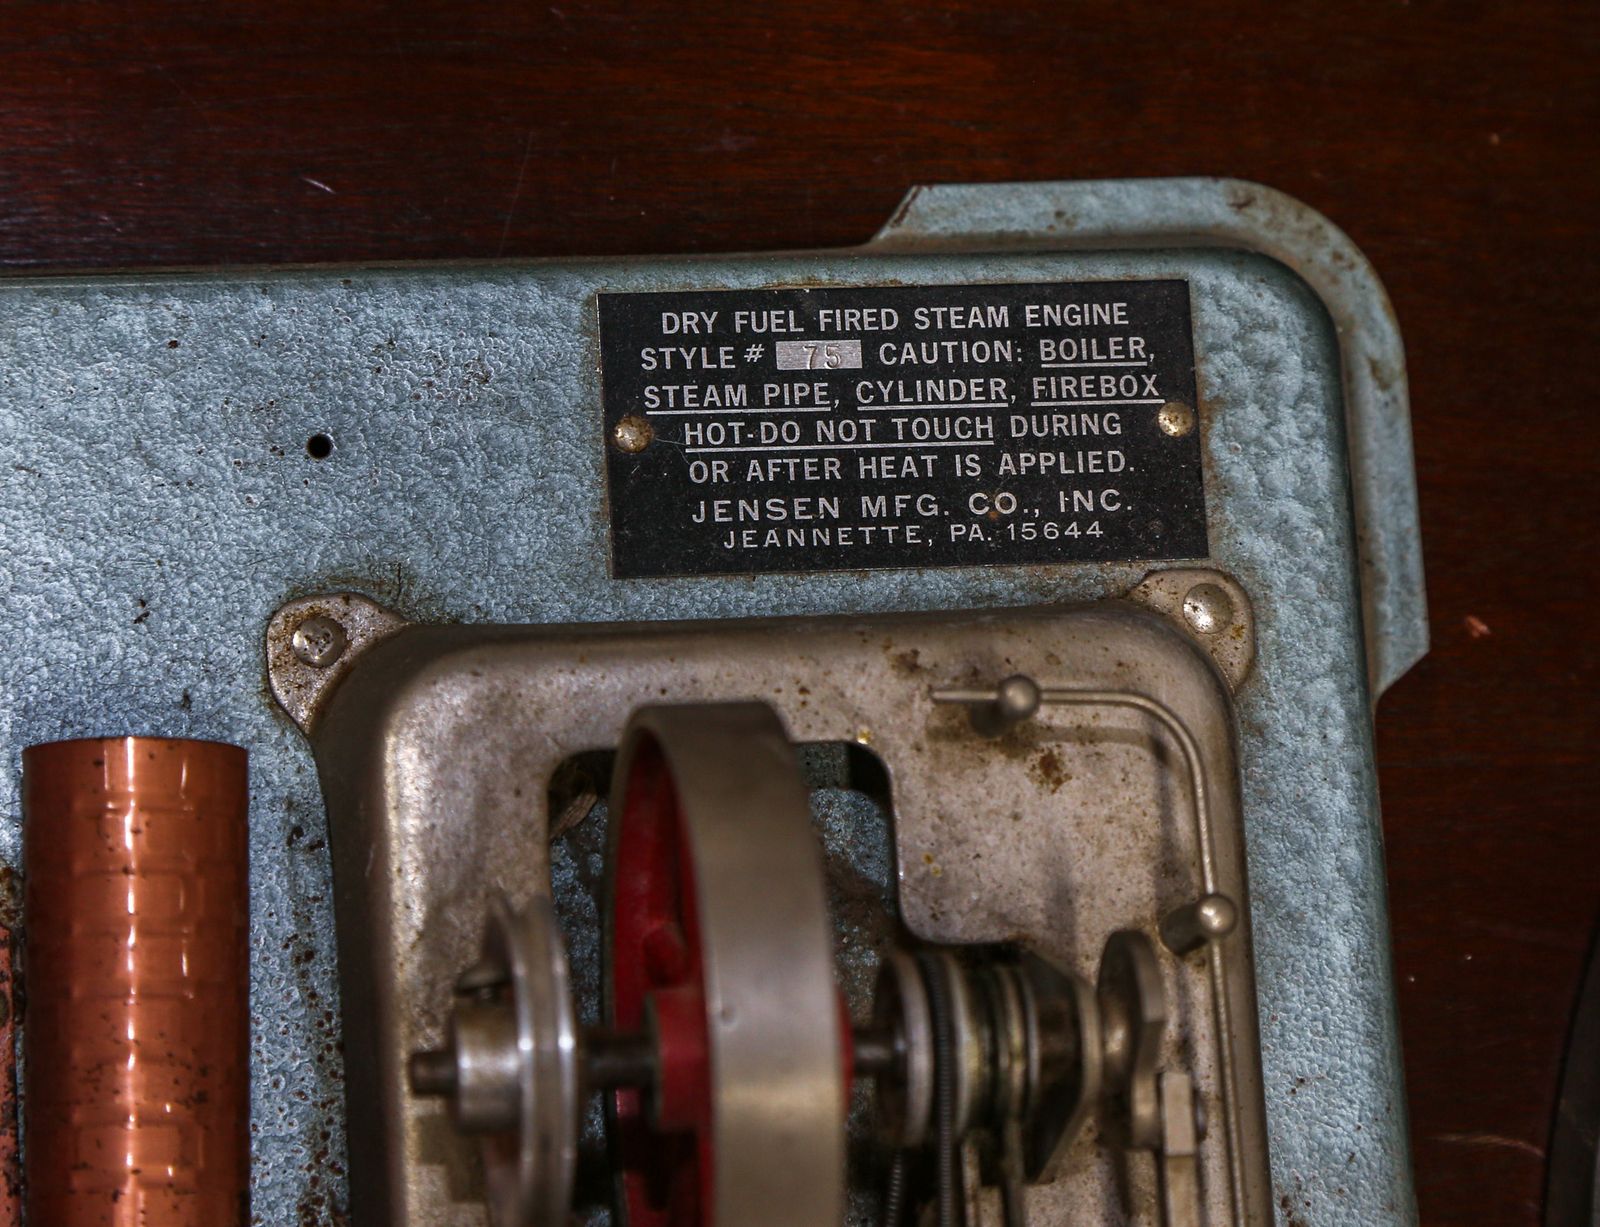 DRY FUEL FIRED STEAM ENGINE
STYLE # 75 CAUTION: BOILER,
STEAM PIPE, CYLINDER, FIREBOX
HOT-DO NOT TOUCH DURING
OR AFTER HEAT IS APPLIED.
JENSEN MFG. CO., INC.
JEANNETTE, PA. 15644